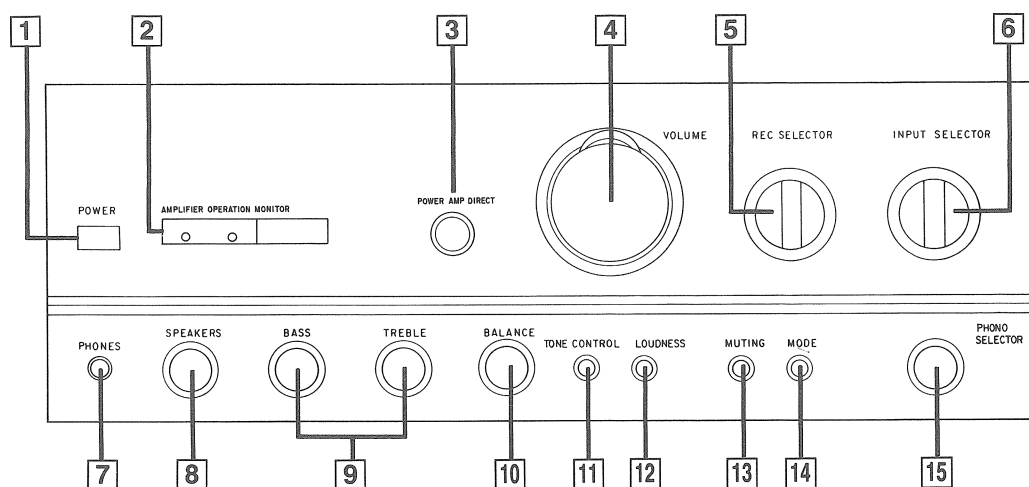 1 2 3 4 5 6
VOLUME REC SELECTOR INPUT SELECTOR
POWER AMP DIRECT
POWER AMPLIFIER OPERATION MONITOR
SPEAKERS BASS TREBLE BALANCE PHONO
SELECTOR
PHONES TONE CONTROL LOUDNESS MUTING MODE
7 8 9 10 11 12 13 14 15